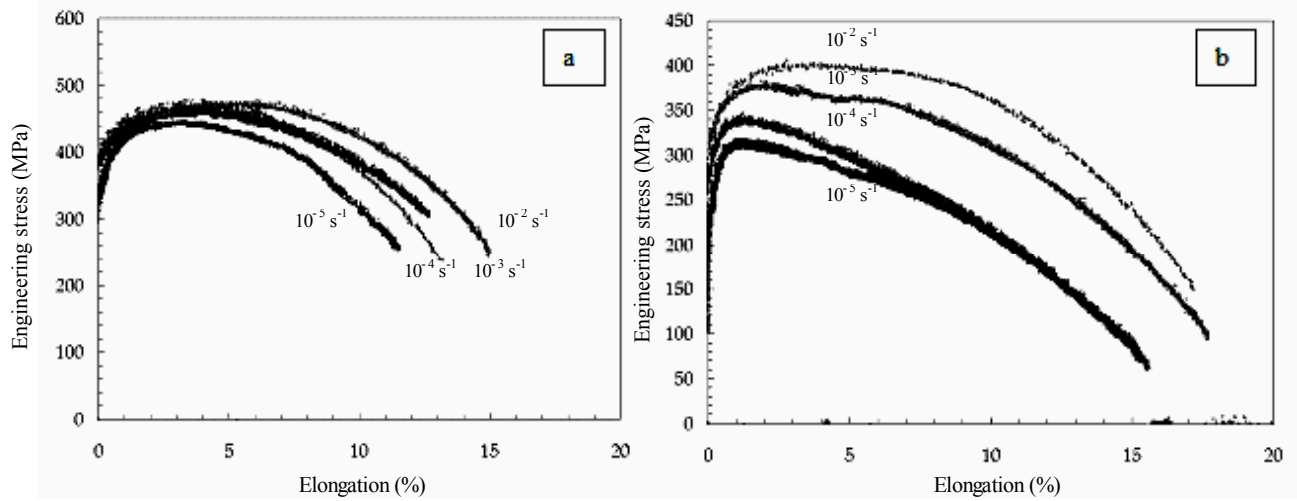 600
500
400
300
200
100
0
0 5 10 15 20
Engineering stress (MPa)
Elongation (%)
a
10⁻⁵ s⁻¹
10⁻² s⁻¹
10⁻⁴ s⁻¹ 10⁻³ s⁻¹
450
400
350
300
250
200
150
100
50
0
0 5 10 15 20
Engineering stress (MPa)
Elongation (%)
b
10⁻² s⁻¹
10⁻³ s⁻¹
10⁻⁴ s⁻¹
10⁻⁵ s⁻¹